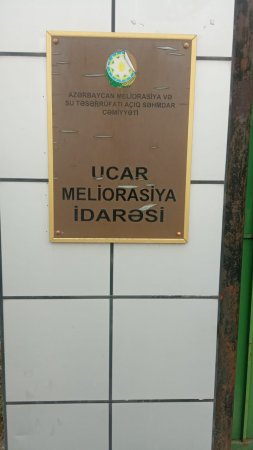 AZƏRBAYCAN MELİORASİYA VƏ
SU TƏSƏRRÜFATI AÇIQ SƏHMDAR
CƏMİYYƏTİ
UCAR
MELİORASİYA
İDARƏSİ